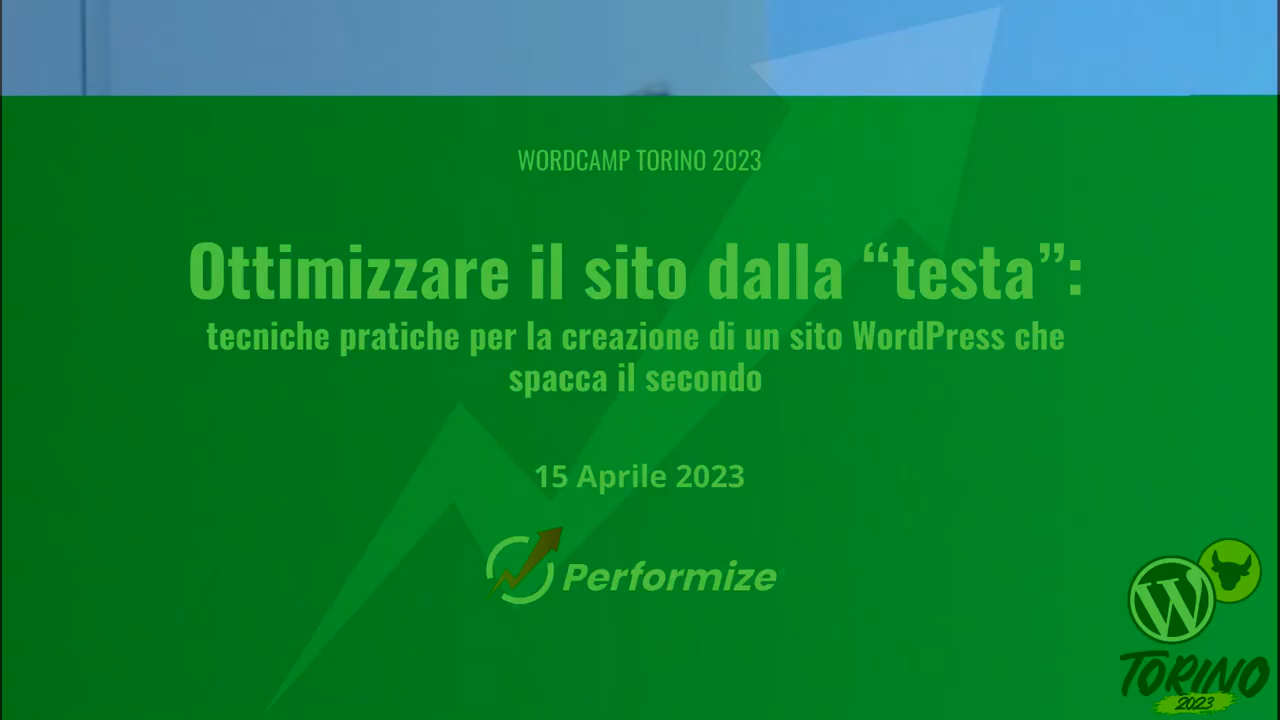 WORDCAMP TORINO 2023
Ottimizzare il sito dalla “testa”:
tecniche pratiche per la creazione di un sito WordPress che
spacca il secondo
15 Aprile 2023
Performize
W
TORINO
2023